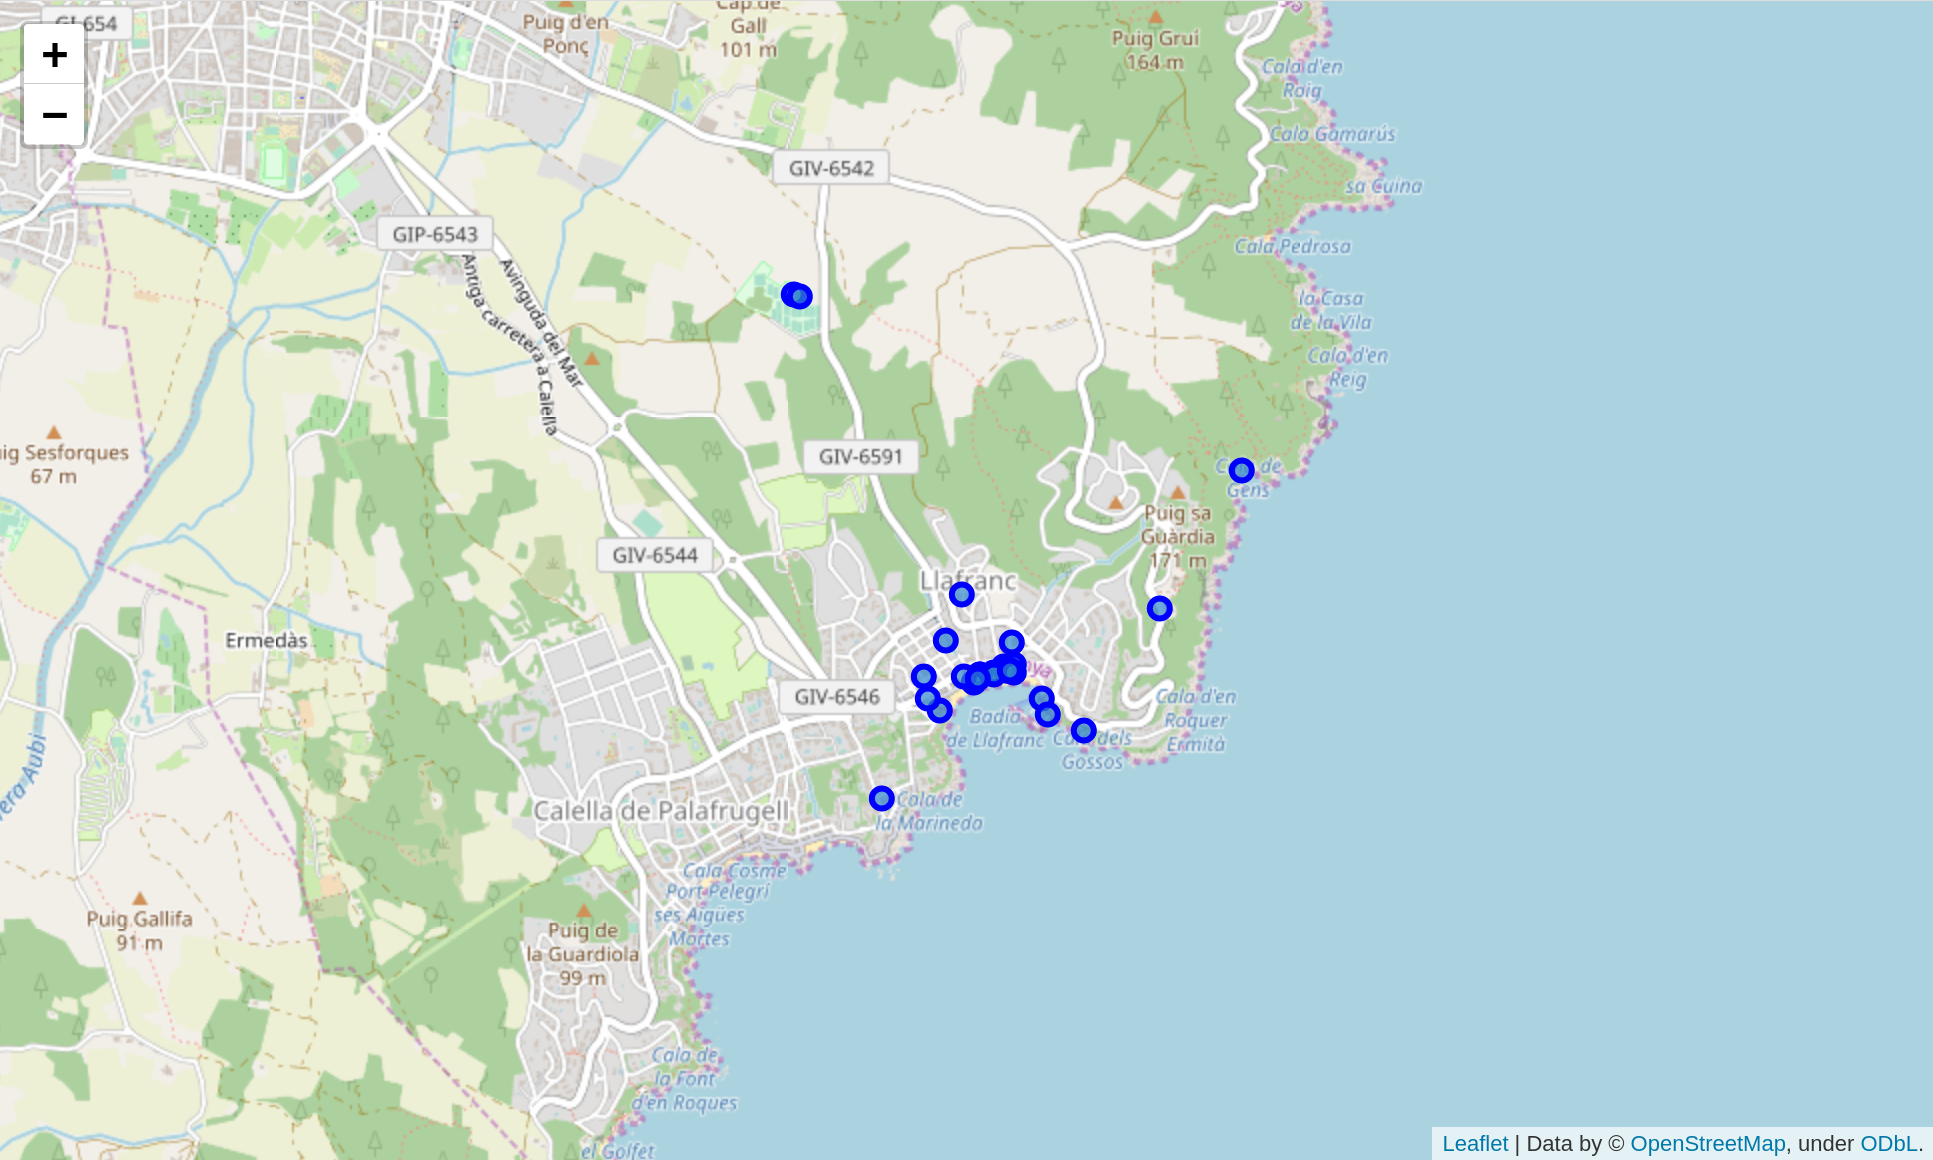 GI-654
+
−
Puig d'en
Ponç
Cap de
Gall
101 m
Puig Gruí
164 m
Cala d'en
Roig
Cala Gamarús
sa Cuina
GIV-6542
GIP-6543
Cala Pedrosa
Antiga carretera a Calella
Avinguda del Mar
la Casa
de la Vila
Cala d'en
Reig
uig Sesforques
67 m
GIV-6591
Cala de
Gens
Puig sa
Guàrdia
171 m
GIV-6544
Llafranc
Ermedàs
GIV-6546
Badia
de Llafranc
Cala dels
Gossos
Cala d'en
Roquer
Ermità
Calella de Palafrugell
Cala de
la Marineda
Cala Cosme
Port Pelegrí
ses Aigües
Mortes
Puig Gallifa
91 m
Puig de
la Guardiola
99 m
Cala de
la Font
d'en Roques
el Golfet
Leaflet | Data by © OpenStreetMap, under ODbL.